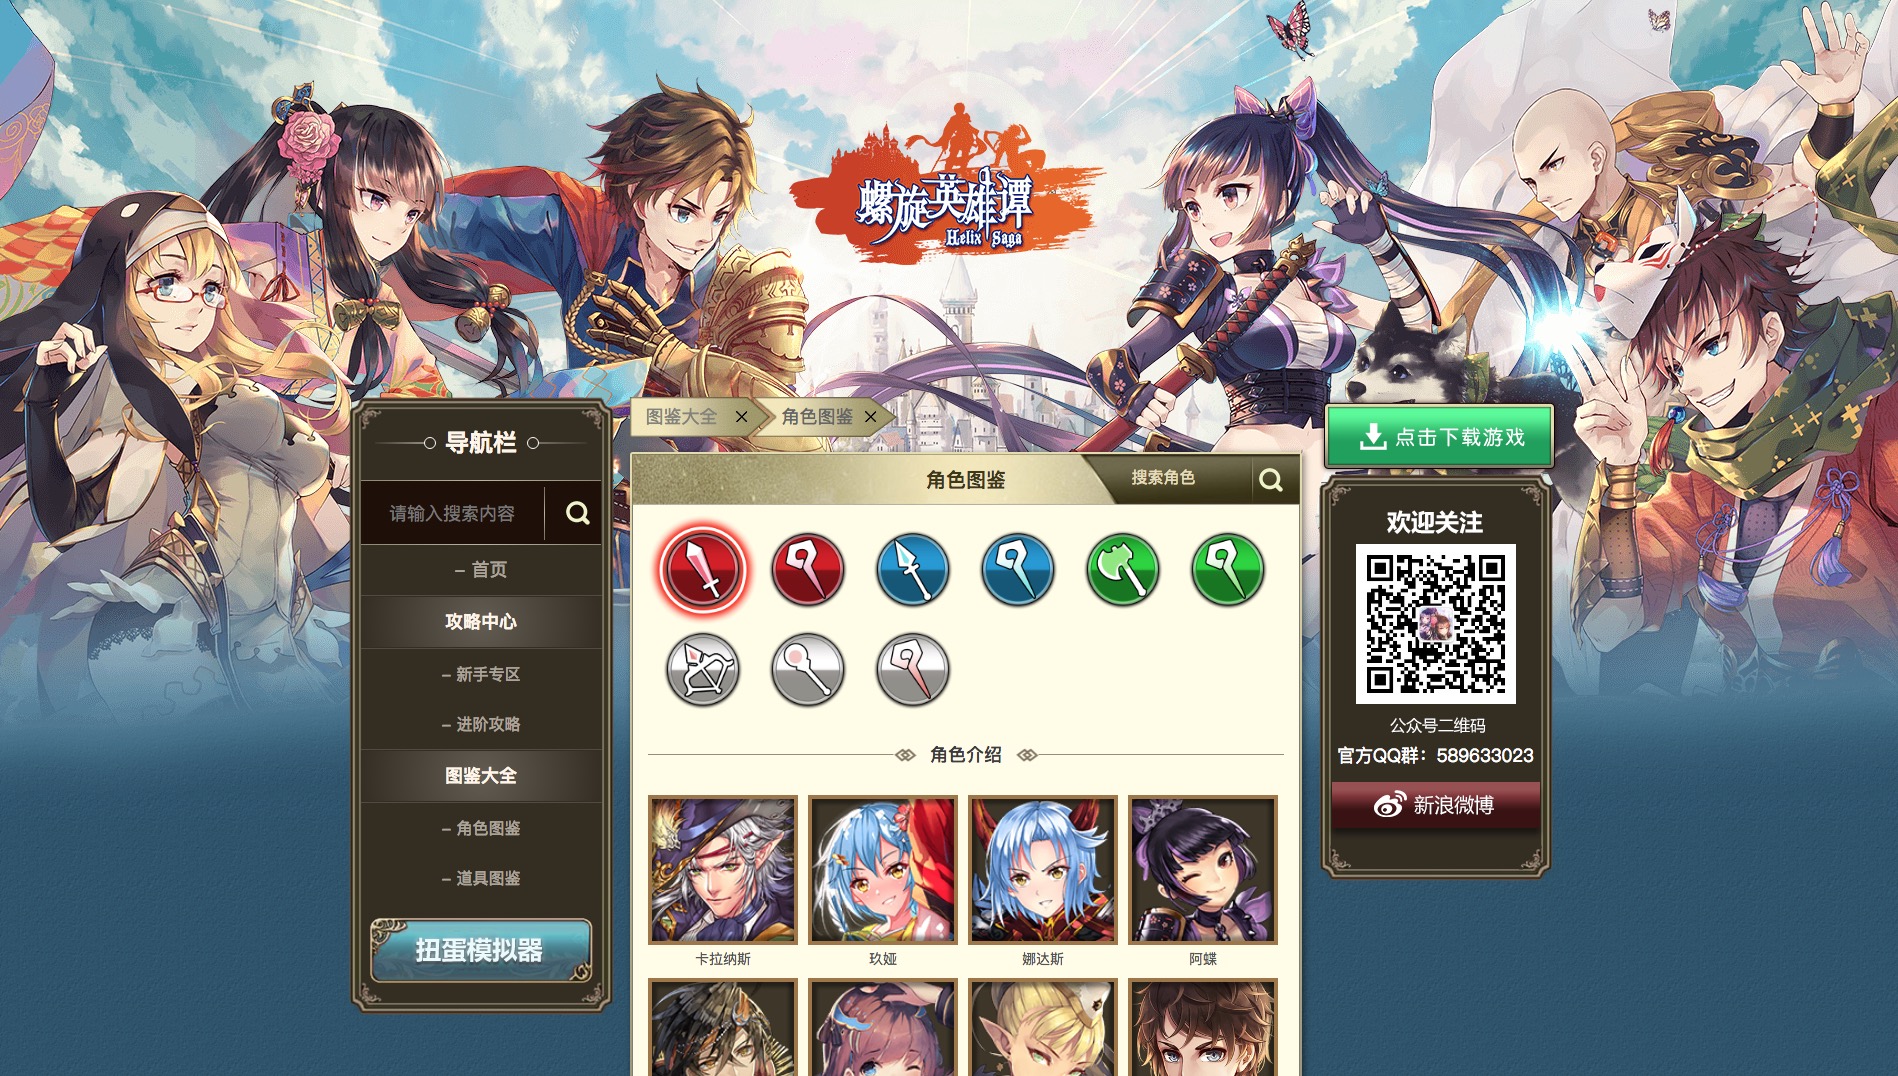 螺旋英雄谭
Helix Saga
导航栏
请输入搜索内容
– 首页
攻略中心
– 新手专区
– 进阶攻略
图鉴大全
– 角色图鉴
– 道具图鉴
扭蛋模拟器
图鉴大全 ×
角色图鉴 ×
角色图鉴
搜索角色
角色介绍
卡拉纳斯
玖娅
娜达斯
阿蝶
点击下载游戏
欢迎关注
公众号二维码
官方QQ群：589633023
新浪微博